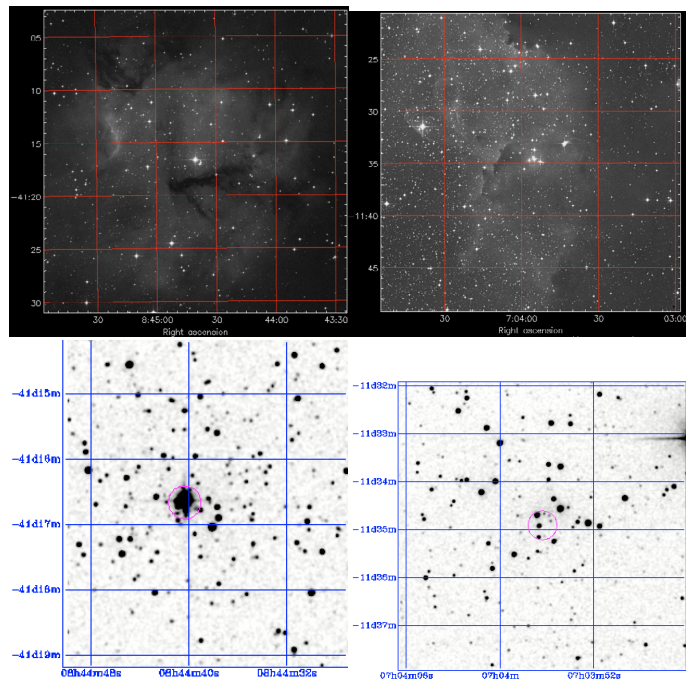 05
10
15
-41:20
25
30
30
8:45:00
30
44:00
43:30
Right ascension
25
30
35
-11:40
45
30
7:04:00
30
03:00
Right ascension
-41d15m
-41d16m
-41d17m
-41d18m
-41d19m
08h44m48s
08h44m40s
08h44m32s
-11d32m
-11d33m
-11d34m
-11d35m
-11d36m
-11d37m
07h04m08s
07h04m
07h03m52s